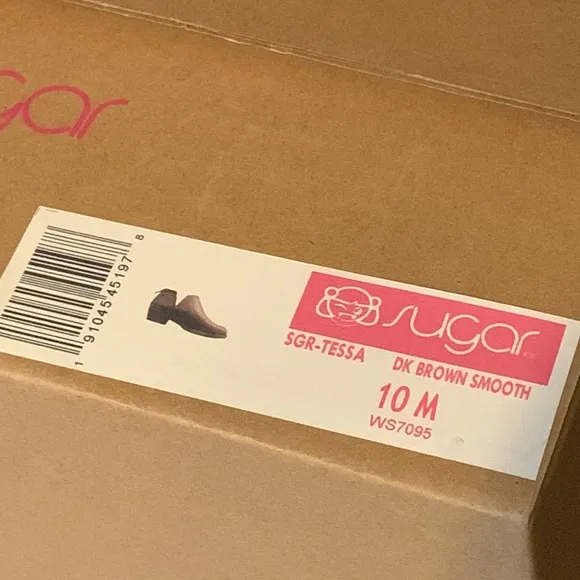 gar
sugar
SGR-TESSA DK BROWN SMOOTH
10 M
WS7095
1 91045 45197 8